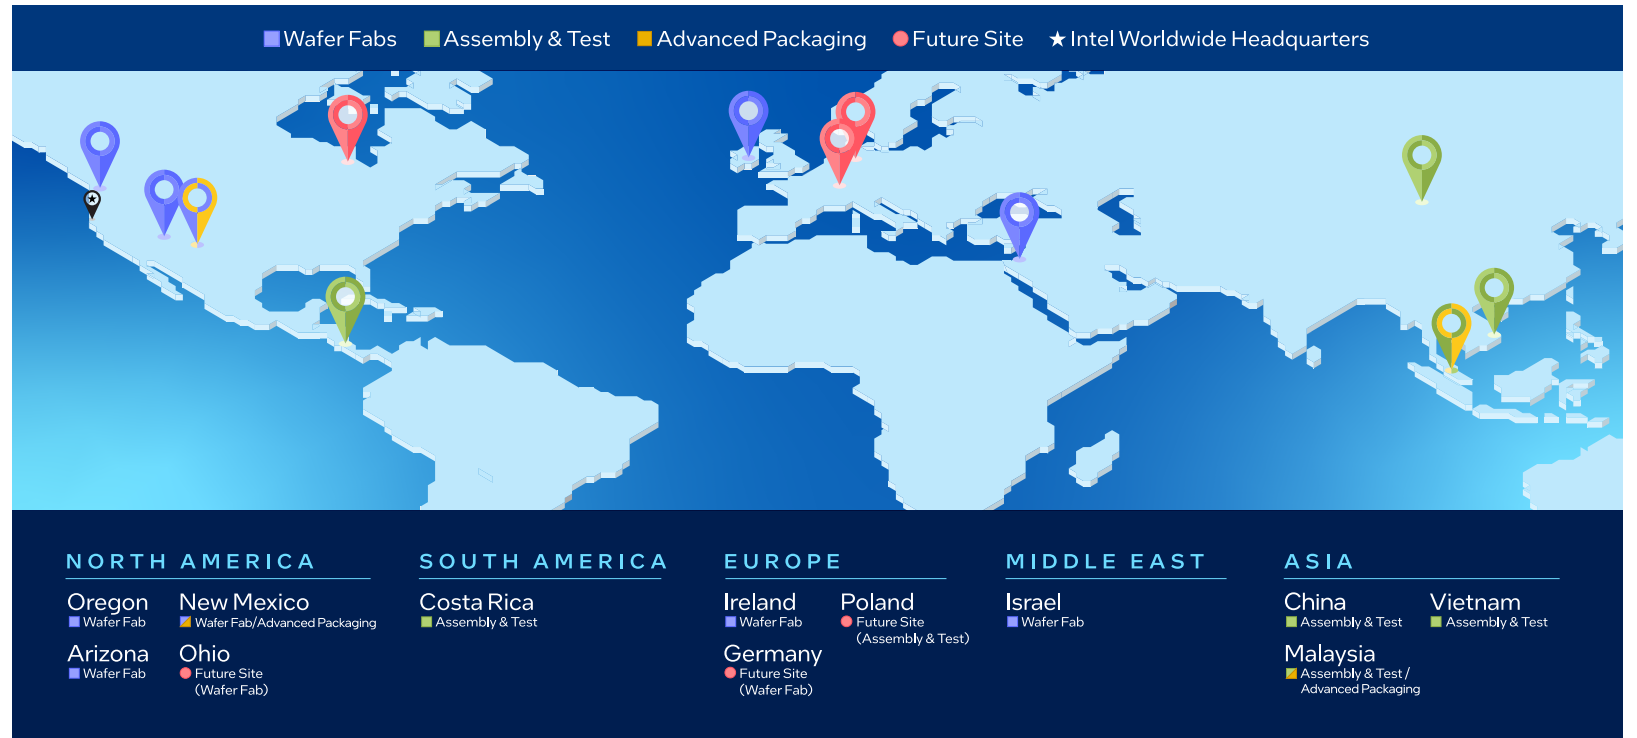 Wafer Fabs Assembly & Test Advanced Packaging Future Site Intel Worldwide Headquarters
NORTH AMERICA
Oregon
Wafer Fab
New Mexico
Wafer Fab/Advanced Packaging
Arizona
Wafer Fab
Ohio
Future Site
(Wafer Fab)
SOUTH AMERICA
Costa Rica
Assembly & Test
EUROPE
Ireland
Wafer Fab
Poland
Future Site
(Assembly & Test)
Germany
Future Site
(Wafer Fab)
MIDDLE EAST
Israel
Wafer Fab
ASIA
China
Assembly & Test
Vietnam
Assembly & Test
Malaysia
Assembly & Test /
Advanced Packaging